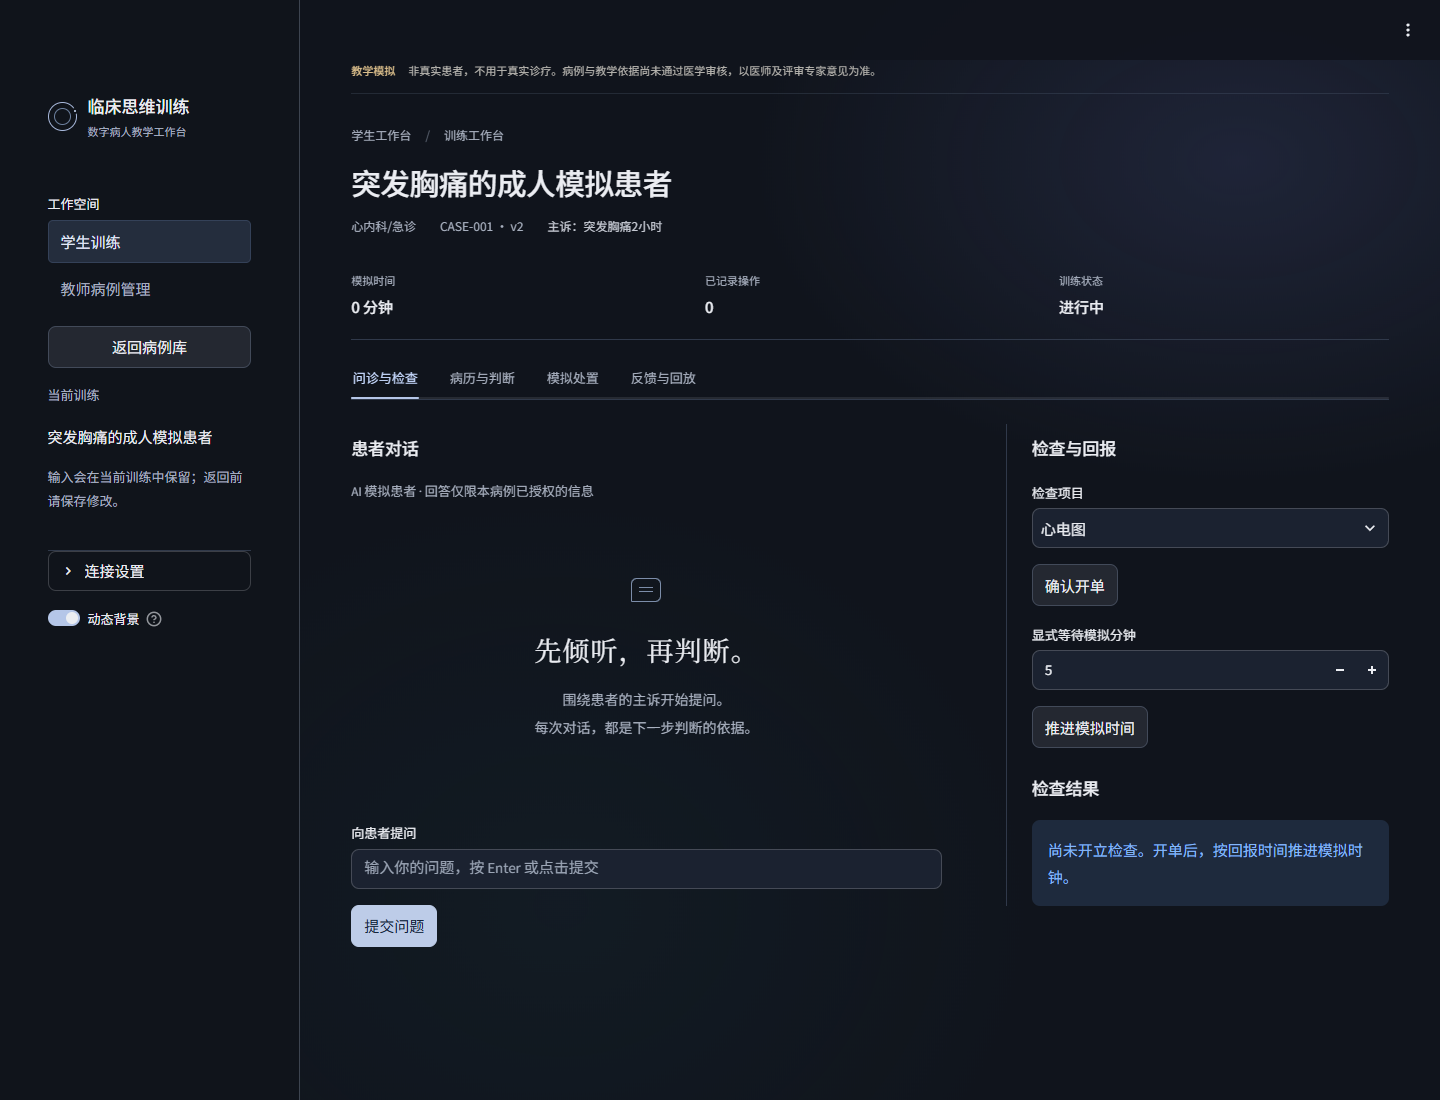 临床思维训练
数字病人教学工作台
工作空间
学生训练
教师病例管理
返回病例库
当前训练
突发胸痛的成人模拟患者
输入会在当前训练中保留；返回前
请保存修改。
连接设置
动态背景
教学模拟 非真实患者，不用于真实诊疗。病例与教学依据尚未通过医学审核，以医师及评审专家意见为准。
学生工作台 / 训练工作台
突发胸痛的成人模拟患者
心内科/急诊 CASE-001 · v2 主诉：突发胸痛2小时
模拟时间 已记录操作 训练状态
0 分钟 0 进行中
问诊与检查 病历与判断 模拟处置 反馈与回放
患者对话
AI 模拟患者 · 回答仅限本病例已授权的信息
先倾听，再判断。
围绕患者的主诉开始提问。
每次对话，都是下一步判断的依据。
向患者提问
输入你的问题，按 Enter 或点击提交
提交问题
检查与回报
检查项目
心电图
确认开单
显式等待模拟分钟
5
推进模拟时间
检查结果
尚未开立检查。开单后，按回报时间推进模拟时
钟。